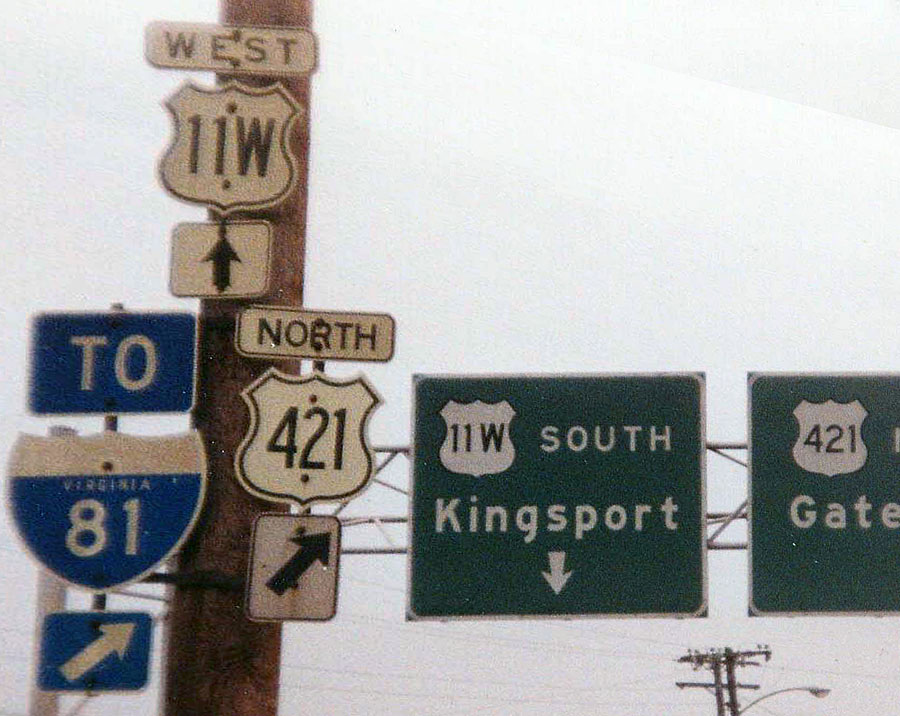 WEST
11W
TO
VIRGINIA
81
NORTH
421
11W SOUTH
Kingsport
421
Gate